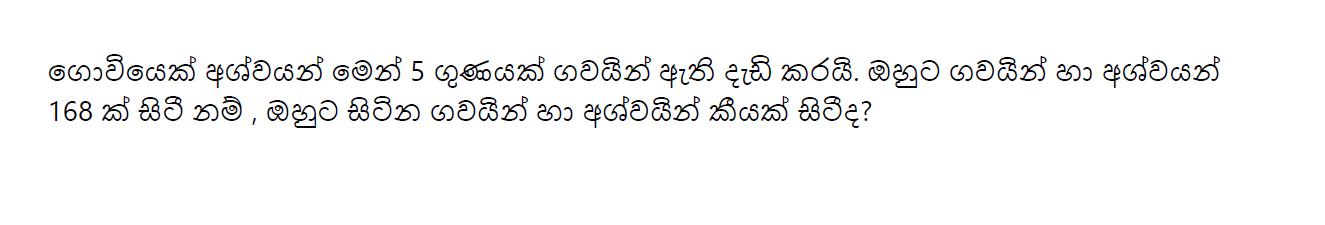 ගොවියෙක් අශ්වයන් මෙන් 5 ගුණයක් ගවයින් ඇති දැඩි කරයි. ඔහුට ගවයින් හා අශ්වයන්
168 ක් සිටී නම් , ඔහුට සිටින ගවයින් හා අශ්වයින් කීයක් සිටීද?